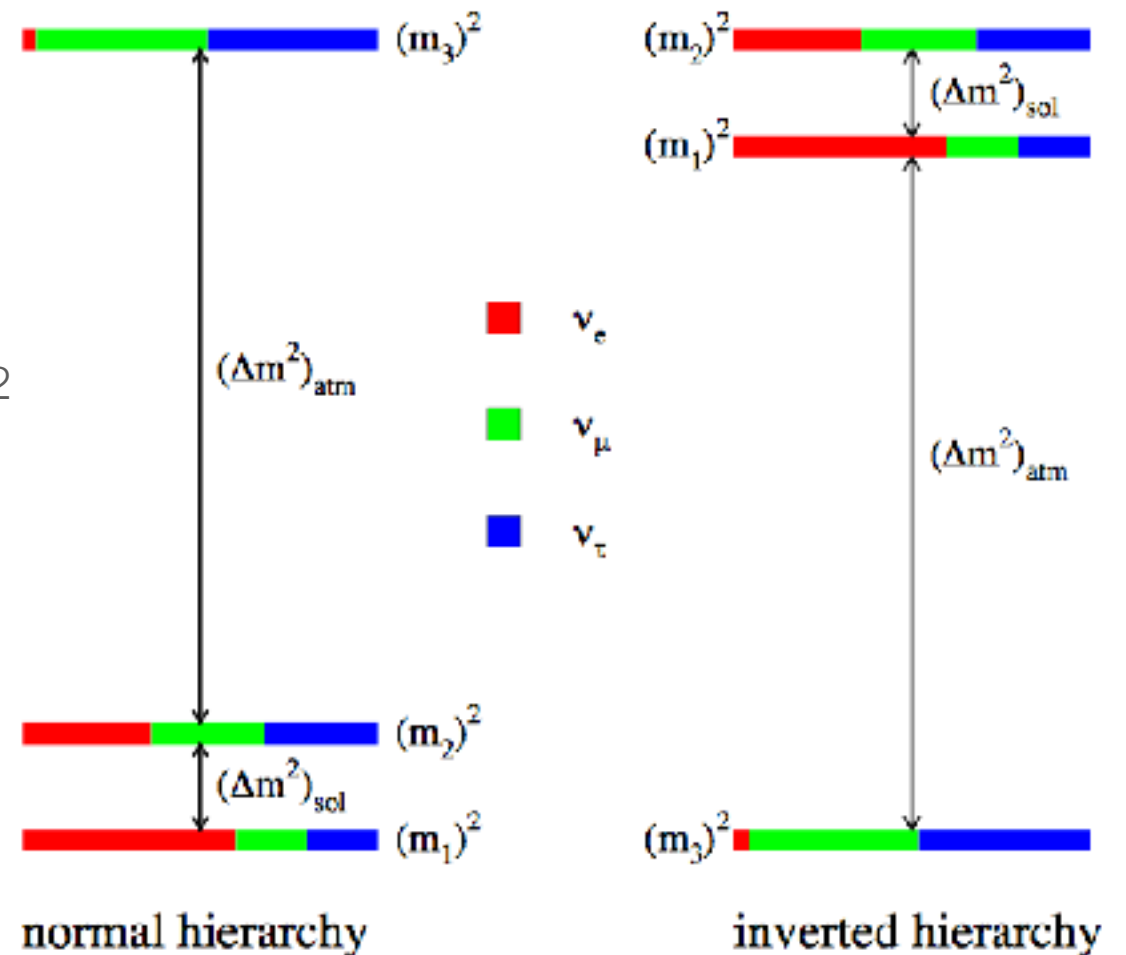 (m₃)²
(m₂)²
(Δm²)sol
(m₁)²
νe
2
(Δm²)atm
νμ
(Δm²)atm
ντ
(m₂)²
(Δm²)sol
(m₁)²
(m₃)²
normal hierarchy
inverted hierarchy